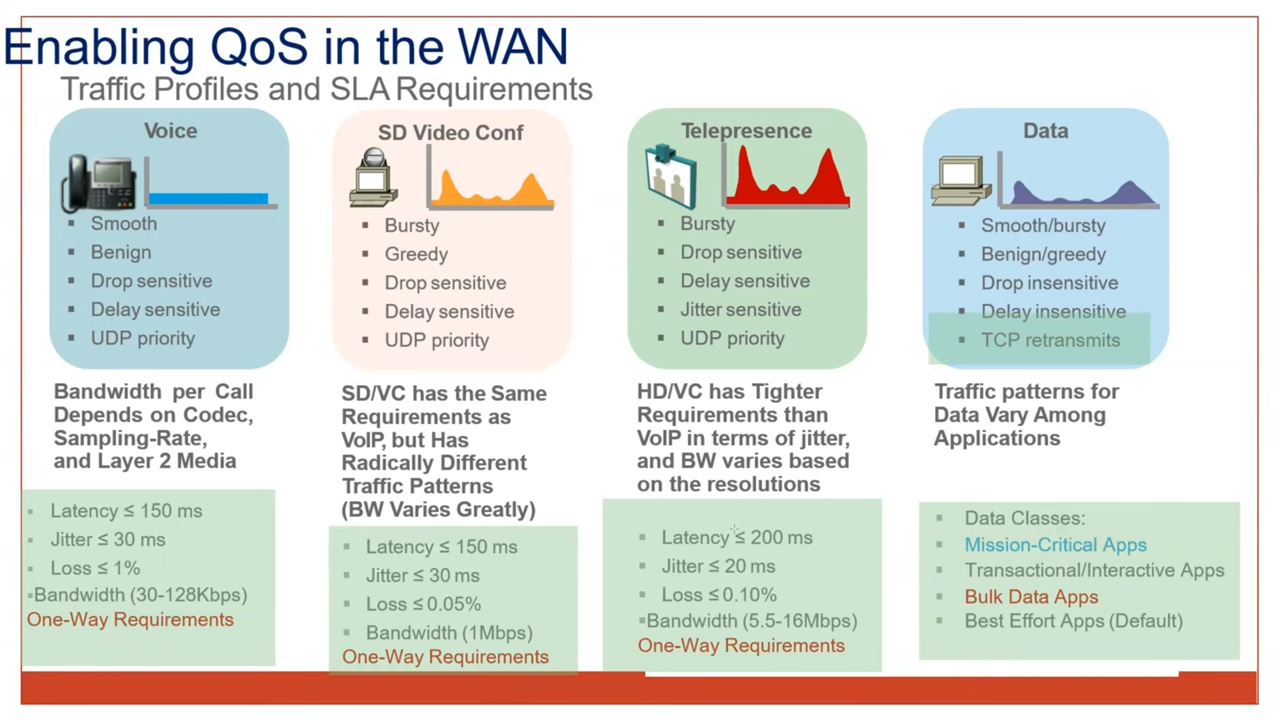 Enabling QoS in the WAN
Traffic Profiles and SLA Requirements
Voice
Smooth
Benign
Drop sensitive
Delay sensitive
UDP priority
Bandwidth per Call
Depends on Codec,
Sampling-Rate,
and Layer 2 Media
Latency ≤ 150 ms
Jitter ≤ 30 ms
Loss ≤ 1%
Bandwidth (30-128Kbps)
One-Way Requirements
SD Video Conf
Bursty
Greedy
Drop sensitive
Delay sensitive
UDP priority
SD/VC has the Same
Requirements as
VoIP, but Has
Radically Different
Traffic Patterns
(BW Varies Greatly)
Latency ≤ 150 ms
Jitter ≤ 30 ms
Loss ≤ 0.05%
Bandwidth (1Mbps)
One-Way Requirements
Telepresence
Bursty
Drop sensitive
Delay sensitive
Jitter sensitive
UDP priority
HD/VC has Tighter
Requirements than
VoIP in terms of jitter,
and BW varies based
on the resolutions
Latency ≤ 200 ms
Jitter ≤ 20 ms
Loss ≤ 0.10%
Bandwidth (5.5-16Mbps)
One-Way Requirements
Data
Smooth/bursty
Benign/greedy
Drop insensitive
Delay insensitive
TCP retransmits
Traffic patterns for
Data Vary Among
Applications
Data Classes:
Mission-Critical Apps
Transactional/Interactive Apps
Bulk Data Apps
Best Effort Apps (Default)